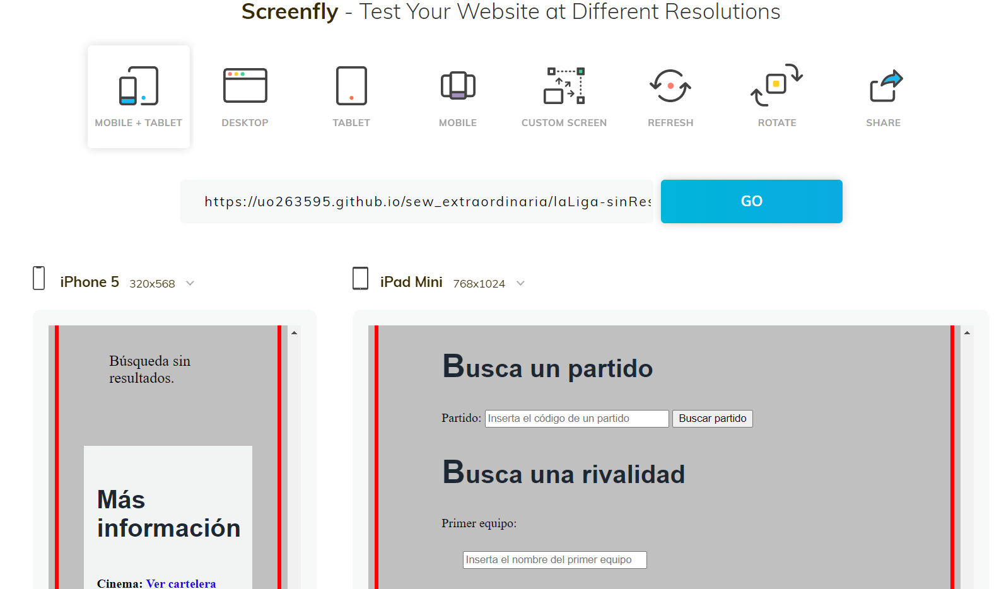 Screenfly - Test Your Website at Different Resolutions
MOBILE + TABLET
DESKTOP
TABLET
MOBILE
CUSTOM SCREEN
REFRESH
ROTATE
SHARE
https://uo263595.github.io/sew_extraordinaria/laLiga-sinRes
GO
iPhone 5 320x568
iPad Mini 768x1024
Búsqueda sin
resultados.
Más
información
Cinema: Ver cartelera
Busca un partido
Partido: Inserta el código de un partido Buscar partido
Busca una rivalidad
Primer equipo:
Inserta el nombre del primer equipo